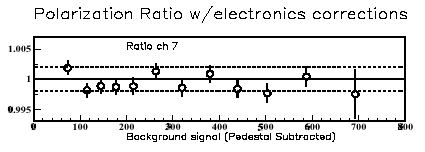 Polarization Ratio w/electronics corrections
Ratio ch 7
1.005
1
0.995
0 100 200 300 400 500 600 700 800
Background signal (Pedestal Subtracted)